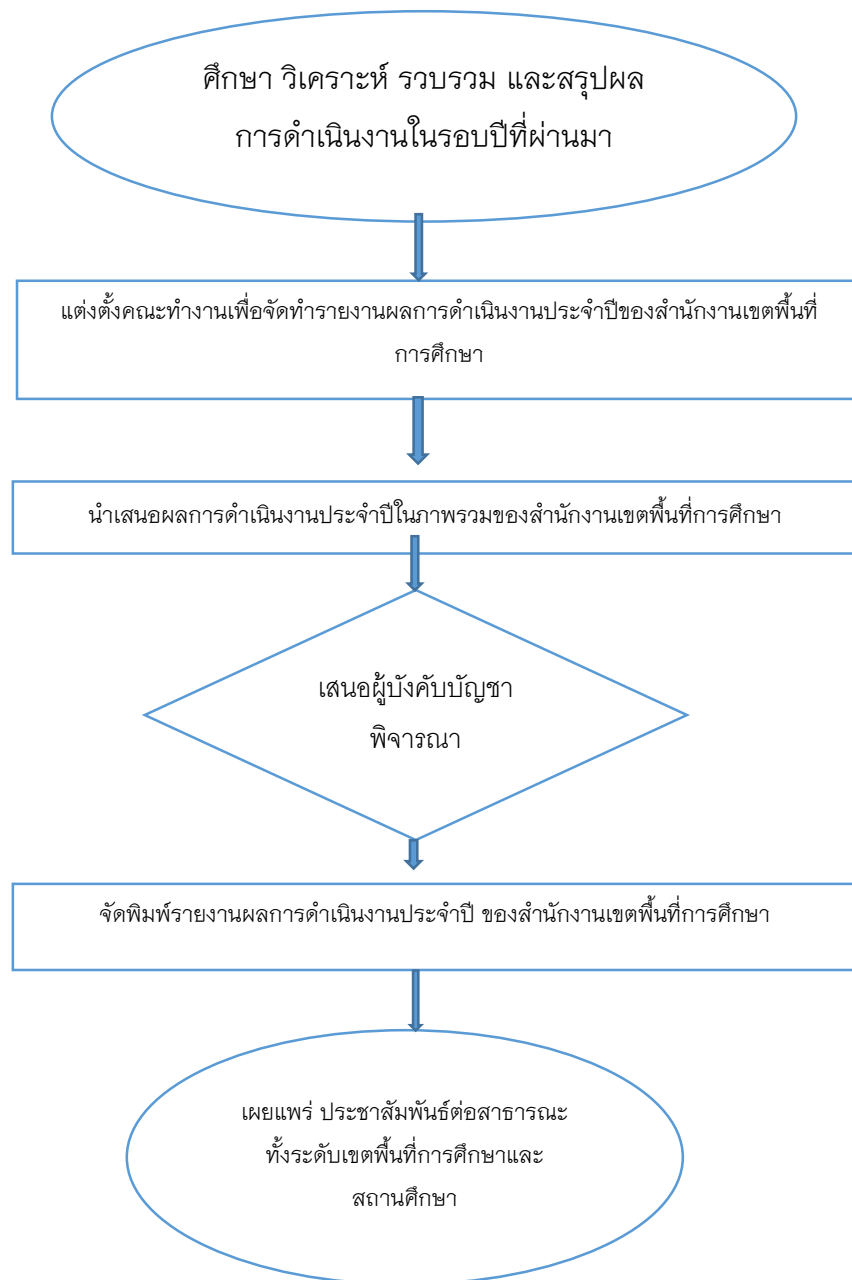 ศึกษา วิเคราะห์ รวบรวม และสรุปผล
การดำเนินงานในรอบปีที่ผ่านมา
แต่งตั้งคณะทำงานเพื่อจัดทำรายงานผลการดำเนินงานประจำปีของสำนักงานเขตพื้นที่
การศึกษา
นำเสนอผลการดำเนินงานประจำปีในภาพรวมของสำนักงานเขตพื้นที่การศึกษา
เสนอผู้บังคับบัญชา
พิจารณา
จัดพิมพ์รายงานผลการดำเนินงานประจำปี ของสำนักงานเขตพื้นที่การศึกษา
เผยแพร่ ประชาสัมพันธ์ต่อสาธารณะ
ทั้งระดับเขตพื้นที่การศึกษาและ
สถานศึกษา